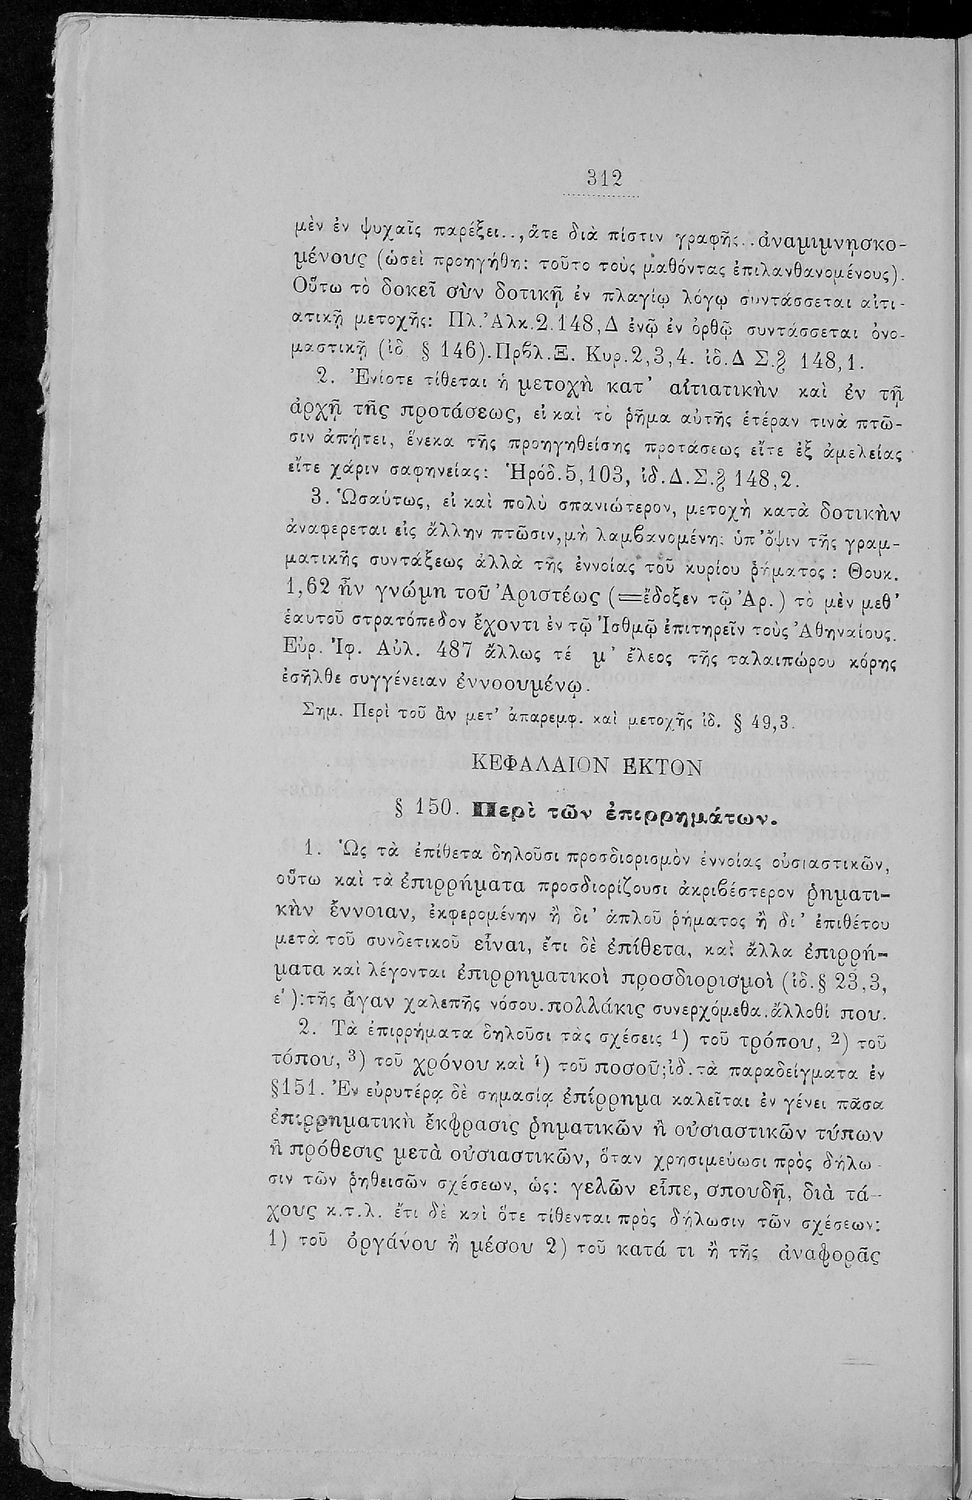 312
μὲν ἐν ψυχαῖς παρέξει..,ἅτε διὰ πίστιν γραφῆς..ἀναμιμνησκο-
μένους (ὡσεὶ προηγήθη: τοῦτο τοὺς μαθόντας ἐπιλανθανομένους).
Οὕτω τὸ δοκεῖ σὺν δοτικῇ ἐν πλαγίῳ λόγῳ συντάσσεται αἰτι-
ατικῇ μετοχῆς: Πλ.Ἀλκ.2.148,Δ ἐνῷ ἐν ὀρθῷ συντάσσεται ὀνο-
μαστικῇ (ἰδ. § 146).Πρβλ.Ξ. Κυρ.2,3,4. ἰδ.Δ Σ.§ 148,1.
2. Ἐνίοτε τίθεται ἡ μετοχὴ κατ' αἰτιατικὴν καὶ ἐν τῇ
ἀρχῇ τῆς προτάσεως, εἰ καὶ τὸ ῥῆμα αὐτῆς ἑτέραν τινὰ πτῶ-
σιν ἀπῄτει, ἕνεκα τῆς προηγηθείσης προτάσεως εἴτε ἐξ ἀμελείας
εἴτε χάριν σαφηνείας: Ἡρόδ.5,103, ἰδ.Δ.Σ.§ 148,2.
3. Ὡσαύτως, εἰ καὶ πολὺ σπανιώτερον, μετοχὴ κατὰ δοτικὴν
ἀναφερεται εἰς ἄλλην πτῶσιν,μὴ λαμβανομένη: ὑπ' ὄψιν τῆς γραμ-
ματικῆς συντάξεως ἀλλὰ τῆς ἐννοίας τοῦ κυρίου ῥήματος : Θουκ.
1,62 ἦν γνώμη τοῦ Ἀριστέως (=ἔδοξεν τῷ Ἀρ.) τὸ μὲν μεθ'
ἑαυτοῦ στρατόπεδον ἔχοντι ἐν τῷ Ἰσθμῷ ἐπιτηρεῖν τοὺς Ἀθηναίους.
Εὐρ. Ἰφ. Αὐλ. 487 ἄλλως τέ μ' ἔλεος τῆς ταλαιπώρου κόρης
ἐσῆλθε συγγένειαν ἐννοουμένῳ.
Σημ. Περὶ τοῦ ἂν μετ' ἀπαρεμφ. καὶ μετοχῆς ἰδ. § 49,3.
ΚΕΦΑΛΑΙΟΝ ΕΚΤΟΝ
§ 150. Περὶ τῶν ἐπιρρημάτων.
1. Ὡς τὰ ἐπίθετα δηλοῦσι προσδιορισμὸν ἐννοίας οὐσιαστικῶν,
οὕτω καὶ τὰ ἐπιρρήματα προσδιορίζουσι ἀκριβέστερον ῥηματι-
κὴν ἔννοιαν, ἐκφερομένην ἢ δι' ἁπλοῦ ῥήματος ἢ δι' ἐπιθέτου
μετὰ τοῦ συνδετικοῦ εἶναι, ἔτι δὲ ἐπίθετα, καὶ ἄλλα ἐπιρρή-
ματα καὶ λέγονται ἐπιρρηματικοὶ προσδιορισμοὶ (ἰδ.§ 23,3,
ε'):τῆς ἄγαν χαλεπῆς νόσου.πολλάκις συνερχόμεθα.ἄλλοθί που.
2. Τὰ ἐπιρρήματα δηλοῦσι τὰς σχέσεις ¹) τοῦ τρόπου, ²) τοῦ
τόπου, ³) τοῦ χρόνου καὶ ⁴) τοῦ ποσοῦ;ἰδ.τὰ παραδείγματα ἐν
§151. Ἐν εὐρυτέρᾳ δὲ σημασίᾳ ἐπίρρημα καλεῖται ἐν γένει πᾶσα
ἐπιρρηματικὴ ἔκφρασις ῥηματικῶν ἢ οὐσιαστικῶν τύπων
ἢ πρόθεσις μετὰ οὐσιαστικῶν, ὅταν χρησιμεύωσι πρὸς δήλω-
σιν τῶν ῥηθεισῶν σχέσεων, ὡς: γελῶν εἶπε, σπουδῇ, διὰ τά-
χους κ.τ.λ. ἔτι δὲ καὶ ὅτε τίθενται πρὸς δήλωσιν τῶν σχέσεων:
1) τοῦ ὀργάνου ἢ μέσου 2) τοῦ κατά τι ἢ τῆς ἀναφορᾶς